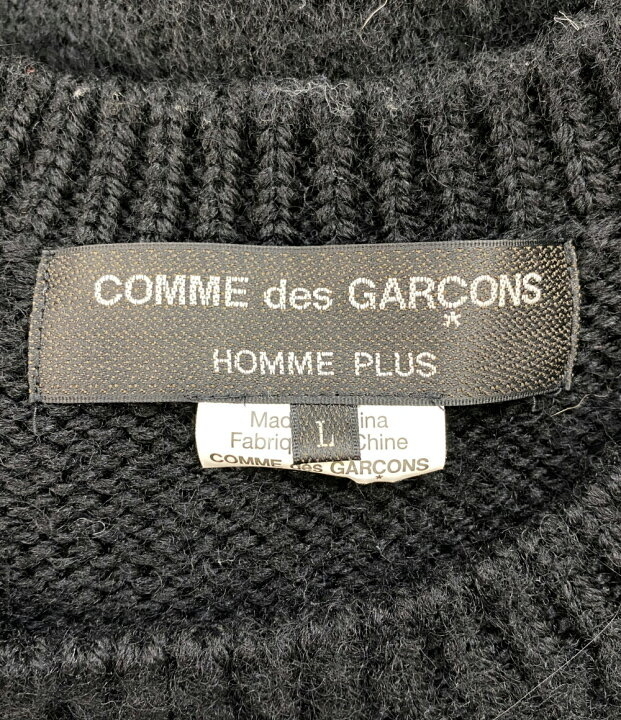 COMME des GARÇONS
*
HOMME PLUS
L
Mad ina
Fabriq Chine
COMME des GARÇONS
*